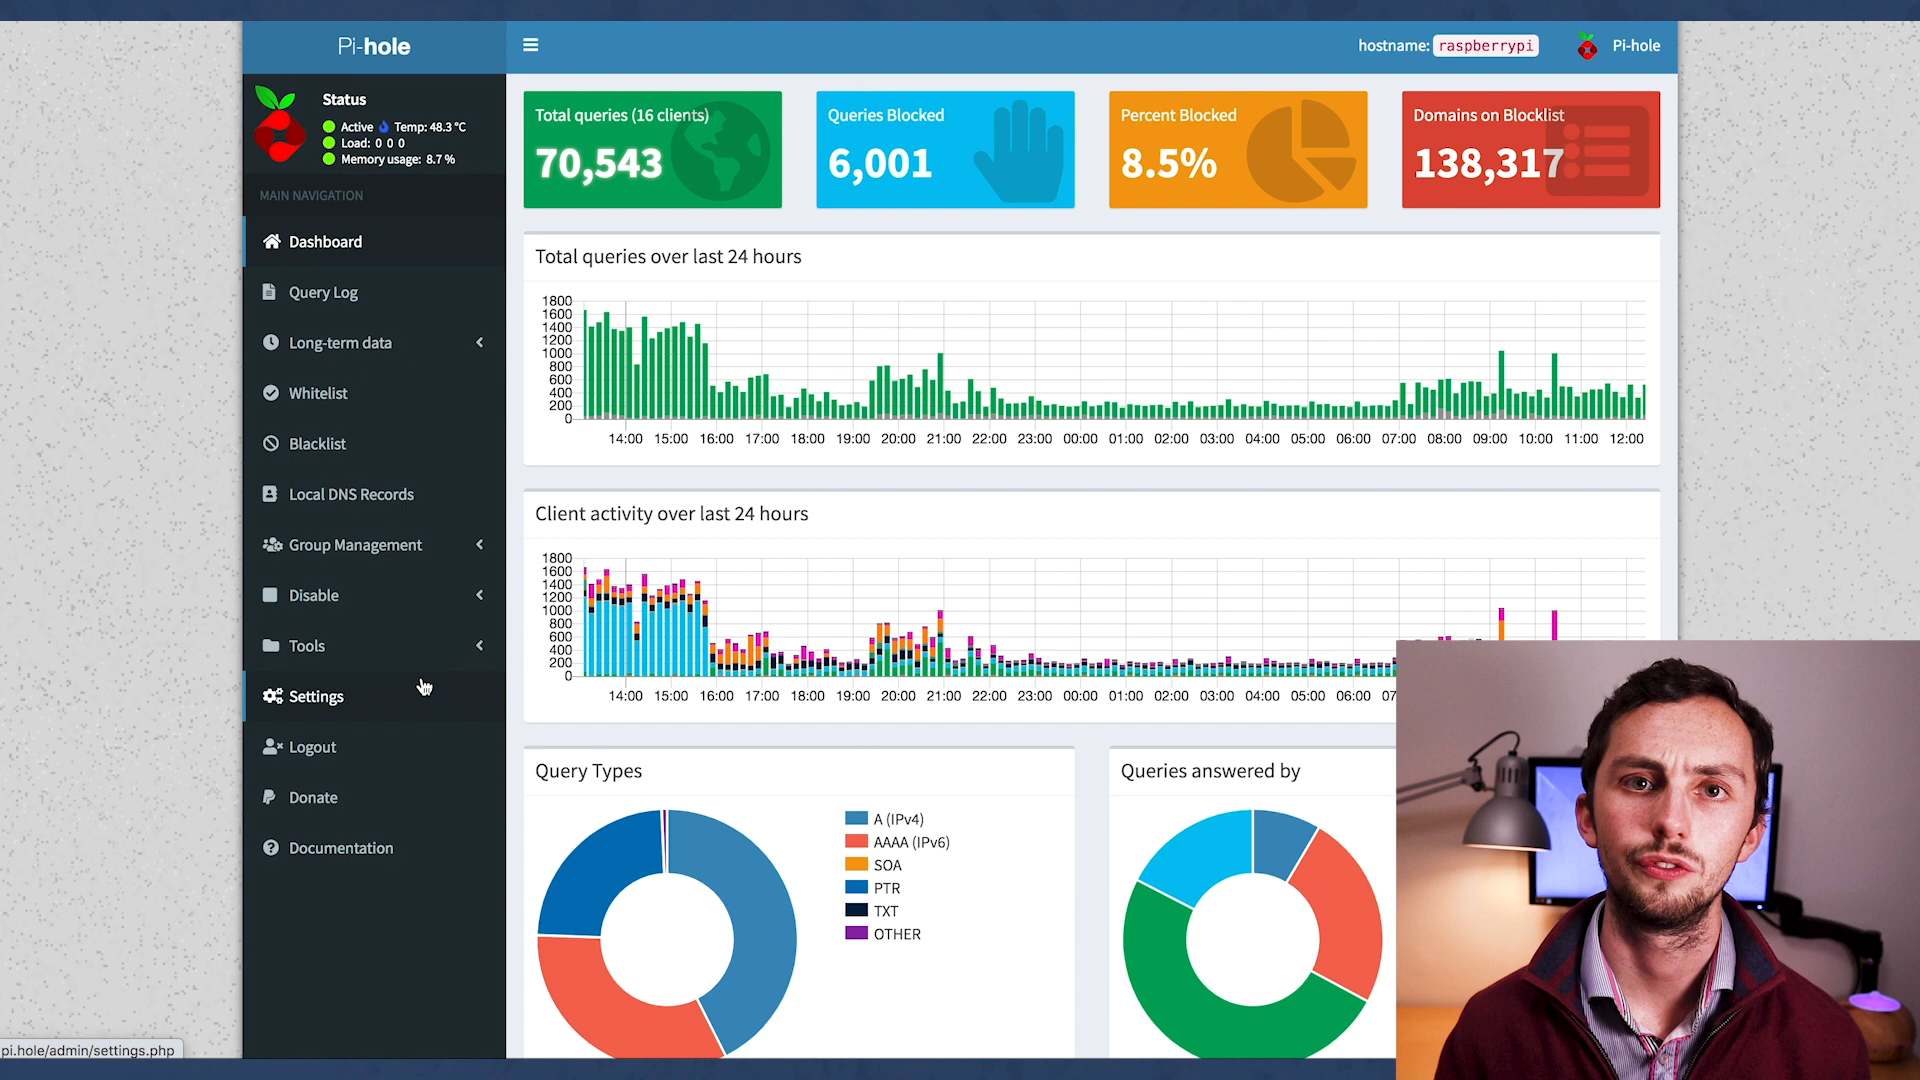 Pi-hole
hostname: raspberrypi
Pi-hole
Status
Active Temp: 48.3 °C
Load: 0 0 0
Memory usage: 8.7 %
MAIN NAVIGATION
Dashboard
Query Log
Long-term data
Whitelist
Blacklist
Local DNS Records
Group Management
Disable
Tools
Settings
Logout
Donate
Documentation
Total queries (16 clients)
70,543
Queries Blocked
6,001
Percent Blocked
8.5%
Domains on Blocklist
138,317
Total queries over last 24 hours
1800
1600
1400
1200
1000
800
600
400
200
0
14:00 15:00 16:00 17:00 18:00 19:00 20:00 21:00 22:00 23:00 00:00 01:00 02:00 03:00 04:00 05:00 06:00 07:00 08:00 09:00 10:00 11:00 12:00
Client activity over last 24 hours
1800
1600
1400
1200
1000
800
600
400
200
0
14:00 15:00 16:00 17:00 18:00 19:00 20:00 21:00 22:00 23:00 00:00 01:00 02:00 03:00 04:00 05:00 06:00 07
Query Types
A (IPv4)
AAAA (IPv6)
SOA
PTR
TXT
OTHER
Queries answered by
pi.hole/admin/settings.php